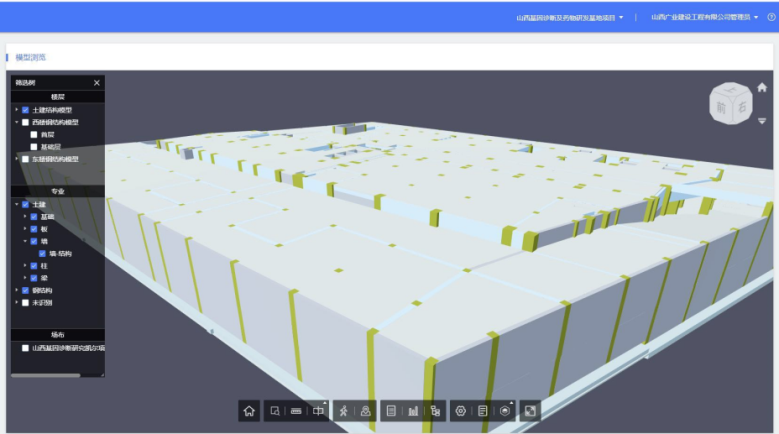 山西基因诊断及药物研发基地项目
山西广业建设工程有限公司管理员
模型浏览
筛选树
楼层
土建结构模型
西楼钢结构模型
首层
基础层
东楼钢结构模型
专业
土建
基础
板
墙
墙-结构
柱
梁
钢结构
未识别
场布
山西基因诊断研究凯尔项
上
前
右